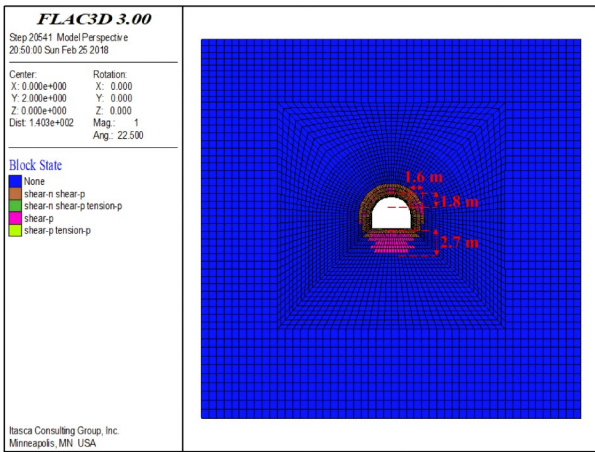 FLAC3D 3.00
Step 20541 Model Perspective
20:50:00 Sun Feb 25 2018
Center:
X: 0.000e+000
Y: 2.000e+000
Z: 0.000e+000
Dist: 1.403e+002
Rotation:
X: 0.000
Y: 0.000
Z: 0.000
Mag.: 1
Ang.: 22.500
Block State
None
shear-n shear-p
shear-n shear-p tension-p
shear-p
shear-p tension-p
1.6 m
1.8 m
2.7 m
Itasca Consulting Group, Inc.
Minneapolis, MN USA